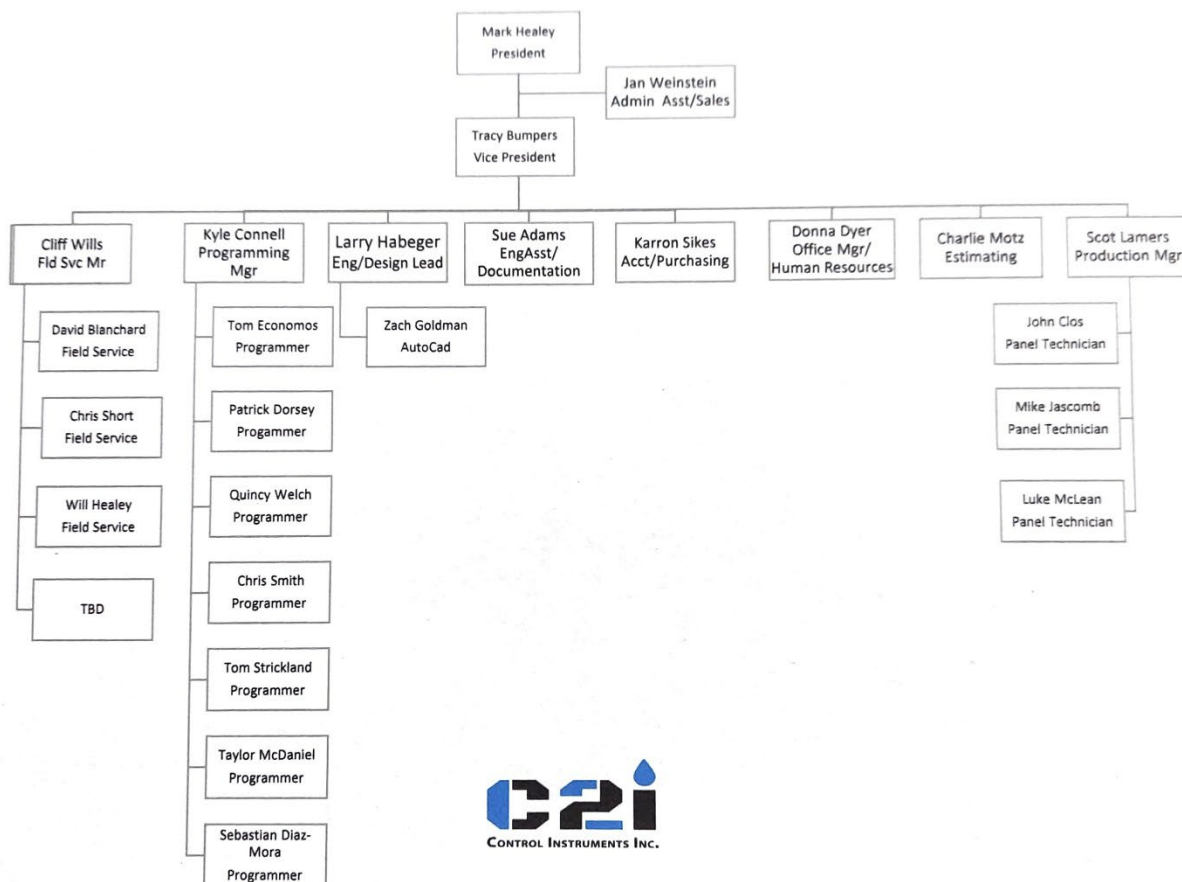 Mark Healey
President
Jan Weinstein
Admin Asst/Sales
Tracy Bumpers
Vice President
Cliff Wills
Fld Svc Mr
Kyle Connell
Programming
Mgr
Larry Habeger
Eng/Design Lead
Sue Adams
EngAsst/
Documentation
Karron Sikes
Acct/Purchasing
Donna Dyer
Office Mgr/
Human Resources
Charlie Motz
Estimating
Scot Lamers
Production Mgr
David Blanchard
Field Service
Chris Short
Field Service
Will Healey
Field Service
TBD
Tom Economos
Programmer
Patrick Dorsey
Progammer
Quincy Welch
Programmer
Chris Smith
Programmer
Tom Strickland
Programmer
Taylor McDaniel
Programmer
Sebastian Diaz-
Mora
Programmer
Zach Goldman
AutoCad
John Clos
Panel Technician
Mike Jascomb
Panel Technician
Luke McLean
Panel Technician
C2i
CONTROL INSTRUMENTS INC.